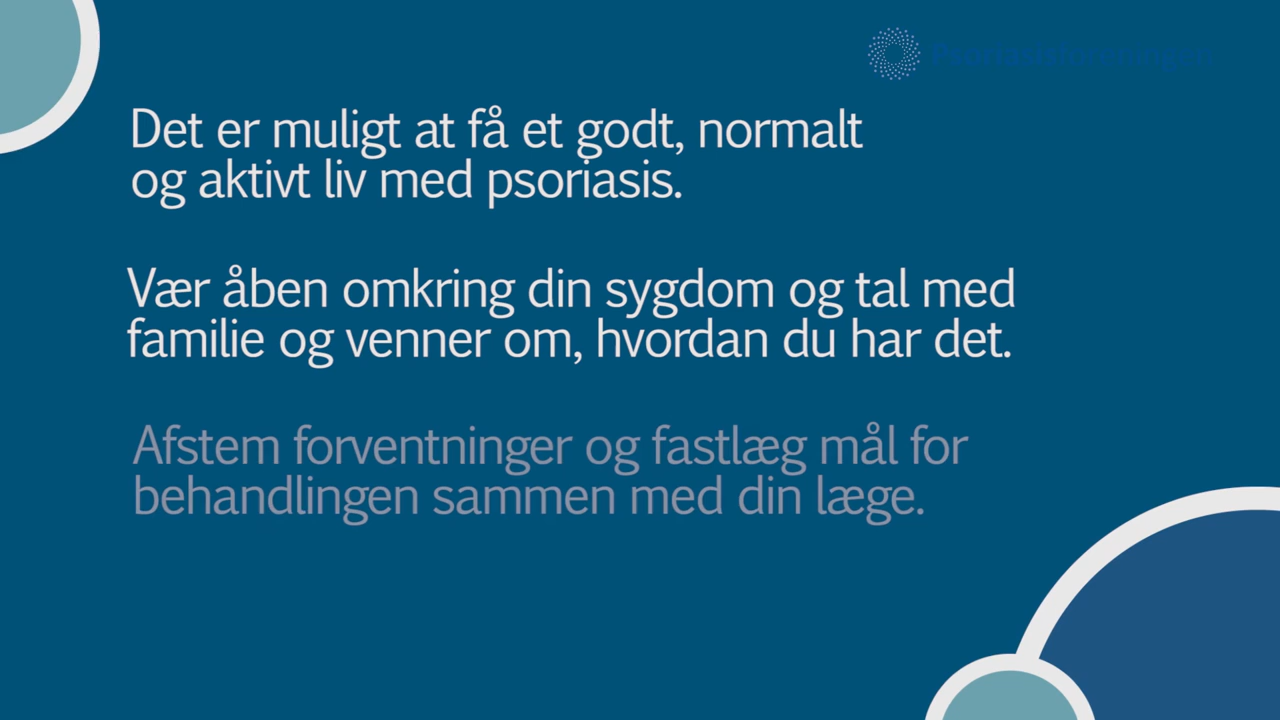 Psoriasisforeningen
Det er muligt at få et godt, normalt
og aktivt liv med psoriasis.
Vær åben omkring din sygdom og tal med
familie og venner om, hvordan du har det.
Afstem forventninger og fastlæg mål for
behandlingen sammen med din læge.